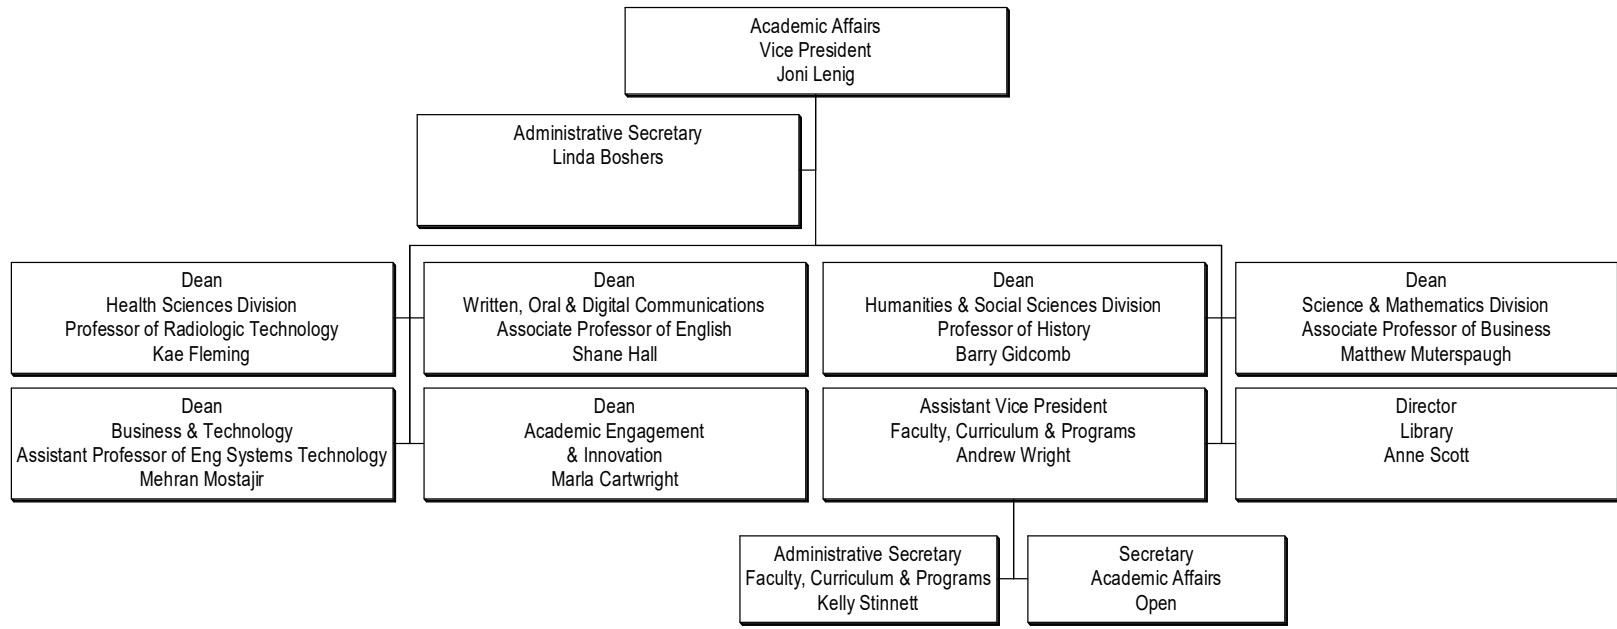 Academic Affairs
Vice President
Joni Lenig
Administrative Secretary
Linda Boshers
Dean
Health Sciences Division
Professor of Radiologic Technology
Kae Fleming
Dean
Written, Oral & Digital Communications
Associate Professor of English
Shane Hall
Dean
Humanities & Social Sciences Division
Professor of History
Barry Gidcomb
Dean
Science & Mathematics Division
Associate Professor of Business
Matthew Muterspaugh
Dean
Business & Technology
Assistant Professor of Eng Systems Technology
Mehran Mostajir
Dean
Academic Engagement
& Innovation
Marla Cartwright
Assistant Vice President
Faculty, Curriculum & Programs
Andrew Wright
Director
Library
Anne Scott
Administrative Secretary
Faculty, Curriculum & Programs
Kelly Stinnett
Secretary
Academic Affairs
Open